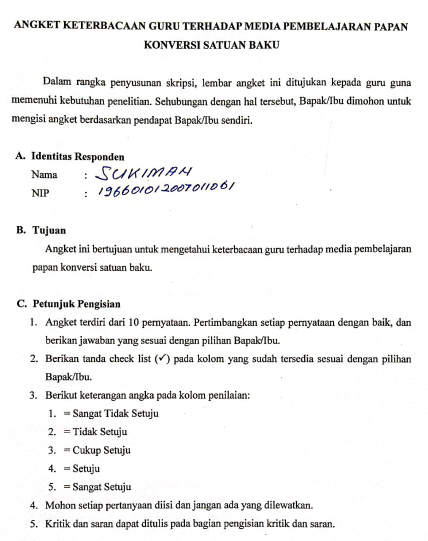 ANGKET KETERBACAAN GURU TERHADAP MEDIA PEMBELAJARAN PAPAN
KONVERSI SATUAN BAKU
Dalam rangka penyusunan skripsi, lembar angket ini ditujukan kepada guru guna
memenuhi kebutuhan penelitian. Sehubungan dengan hal tersebut, Bapak/Ibu dimohon untuk
mengisi angket berdasarkan pendapat Bapak/Ibu sendiri.
A. Identitas Responden
Nama : SUKIMAH
NIP : 196601012007011061
B. Tujuan
Angket ini bertujuan untuk mengetahui keterbacaan guru terhadap media pembelajaran
papan konversi satuan baku.
C. Petunjuk Pengisian
1. Angket terdiri dari 10 pernyataan. Pertimbangkan setiap pernyataan dengan baik, dan
berikan jawaban yang sesuai dengan pilihan Bapak/Ibu.
2. Berikan tanda check list (✓) pada kolom yang sudah tersedia sesuai dengan pilihan
Bapak/Ibu.
3. Berikut keterangan angka pada kolom penilaian:
1. = Sangat Tidak Setuju
2. = Tidak Setuju
3. = Cukup Setuju
4. = Setuju
5. = Sangat Setuju
4. Mohon setiap pertanyaan diisi dan jangan ada yang dilewatkan.
5. Kritik dan saran dapat ditulis pada bagian pengisian kritik dan saran.